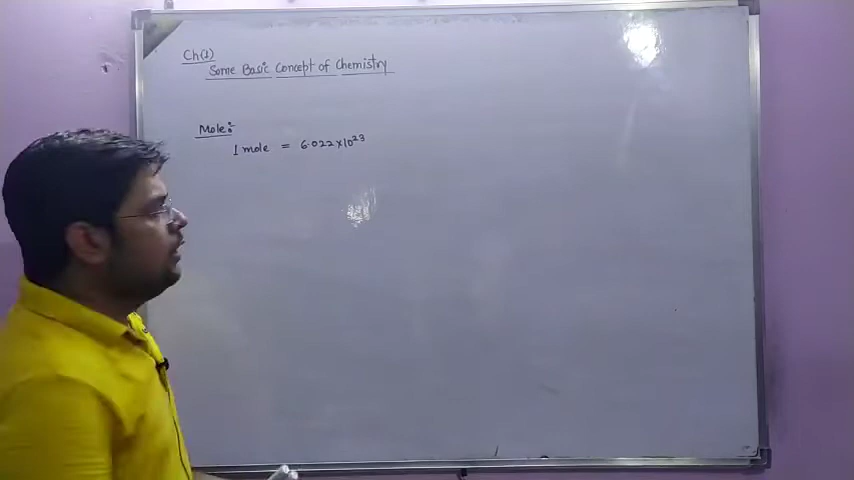 Ch(1)
Some Basic Concept of Chemistry
Mole:
1 mole = 6.022×10²³